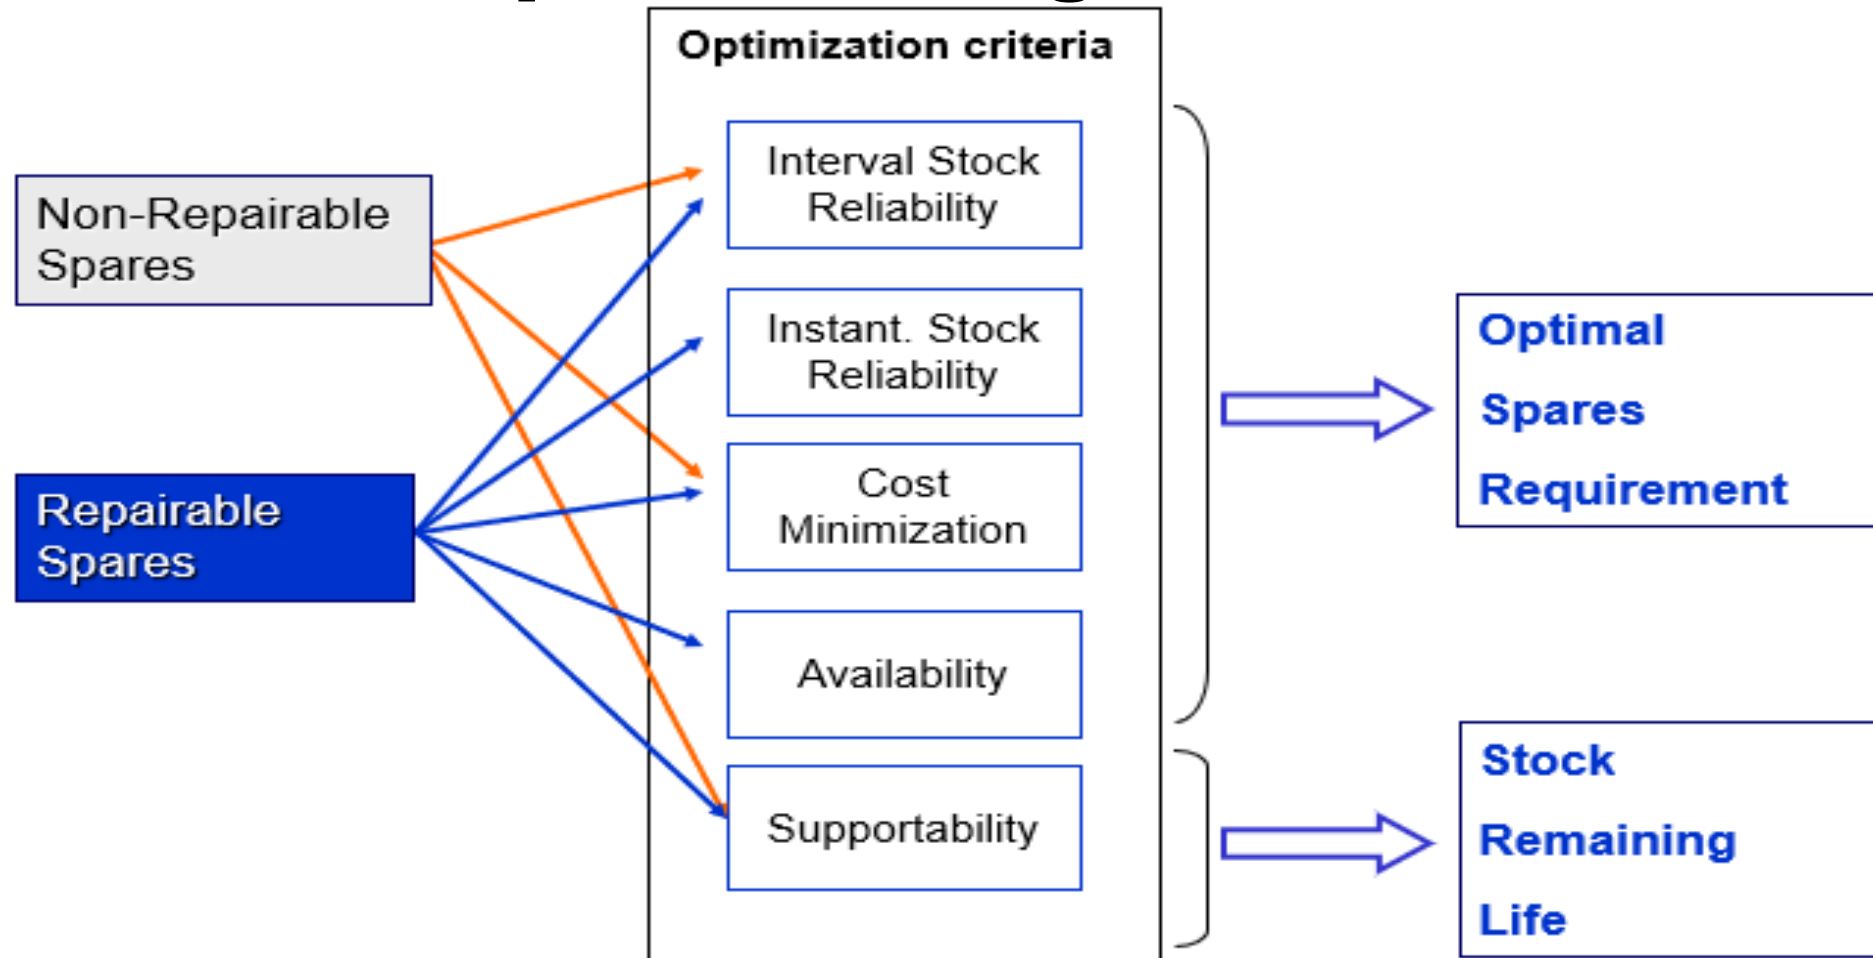 Optimization criteria
Non-Repairable
Spares
Repairable
Spares
Interval Stock
Reliability
Instant. Stock
Reliability
Cost
Minimization
Availability
Supportability
Optimal
Spares
Requirement
Stock
Remaining
Life